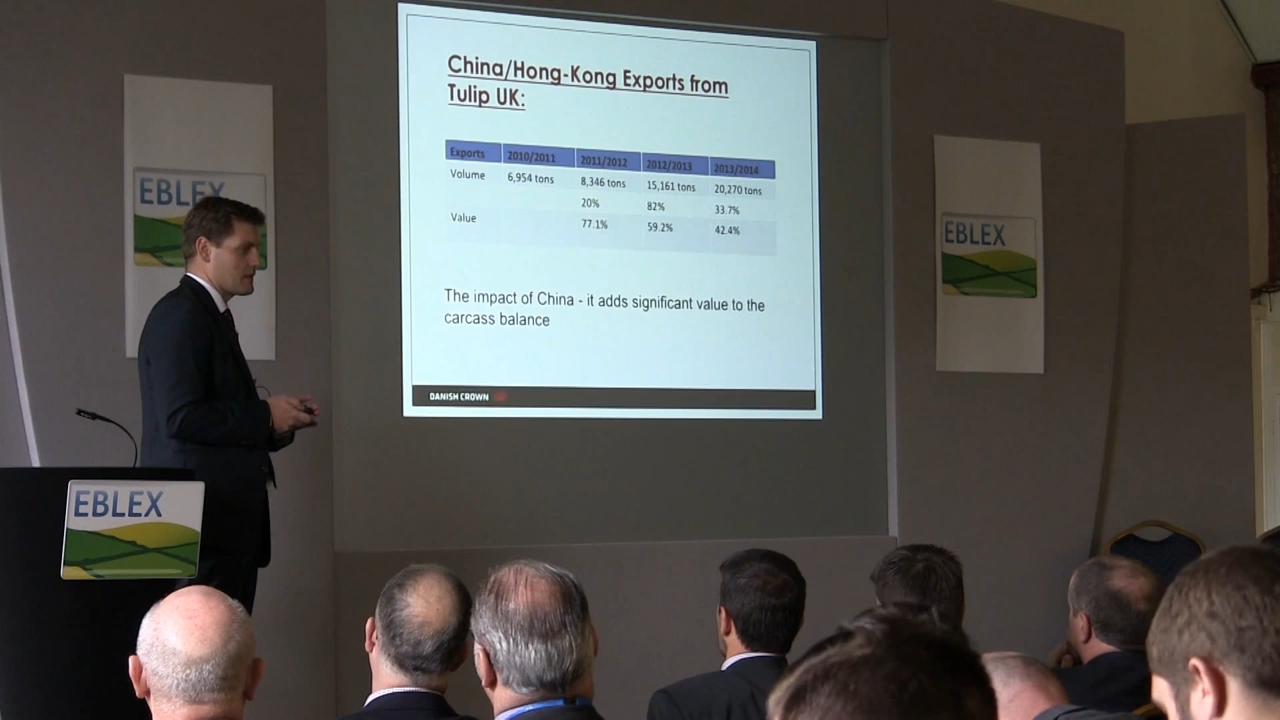 China/Hong-Kong Exports from
Tulip UK:
Exports 2010/2011 2011/2012 2012/2013 2013/2014
Volume 6,954 tons 8,346 tons 15,161 tons 20,270 tons
20% 82% 33.7%
Value 77.1% 59.2% 42.4%
The impact of China - it adds significant value to the
carcass balance
DANISH CROWN
EBLEX
EBLEX
EBLEX